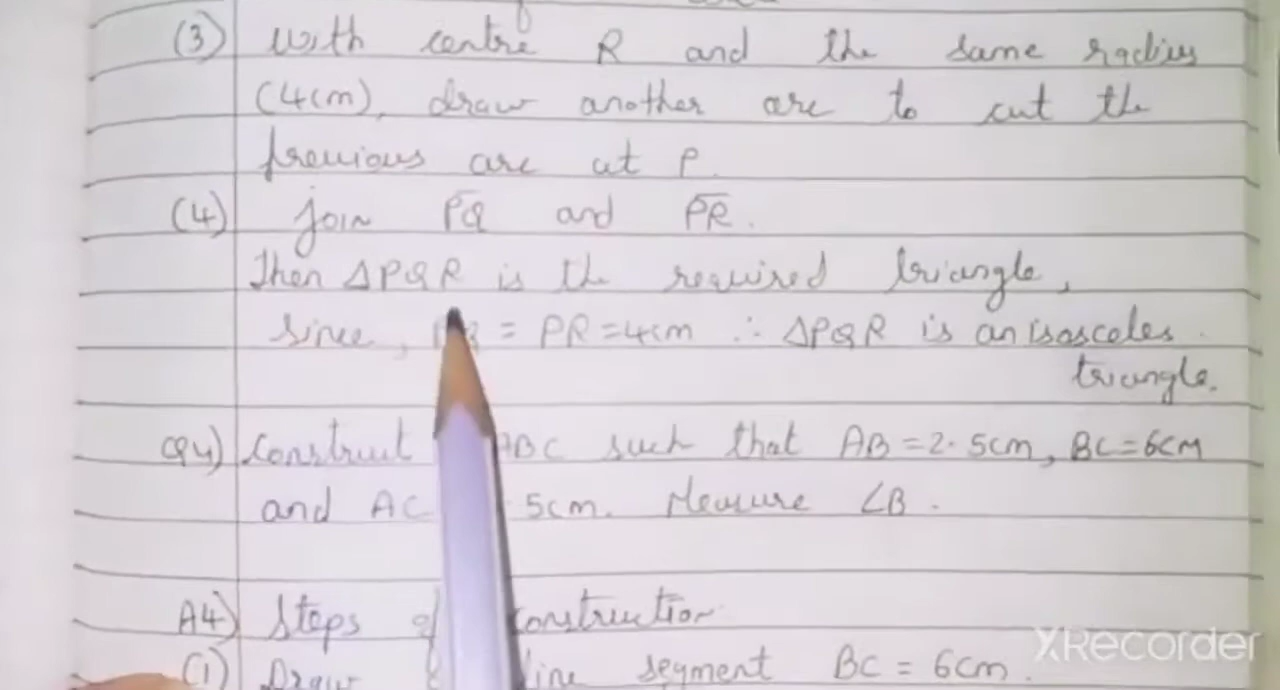 (3) With centre R and the same radius
(4cm), draw another arc to cut the
previous arc at P.
(4) Join PQ and PR.
Then ΔPQR is the required triangle,
since, = PR = 4cm ∴ ΔPQR is an isosceles
triangle.
Q4) Construct ABC such that AB = 2.5cm, BC = 6cm
and AC 5cm. Measure ∠B.
A4) Steps of construction
(1) Draw line segment BC = 6cm.
XRecorder